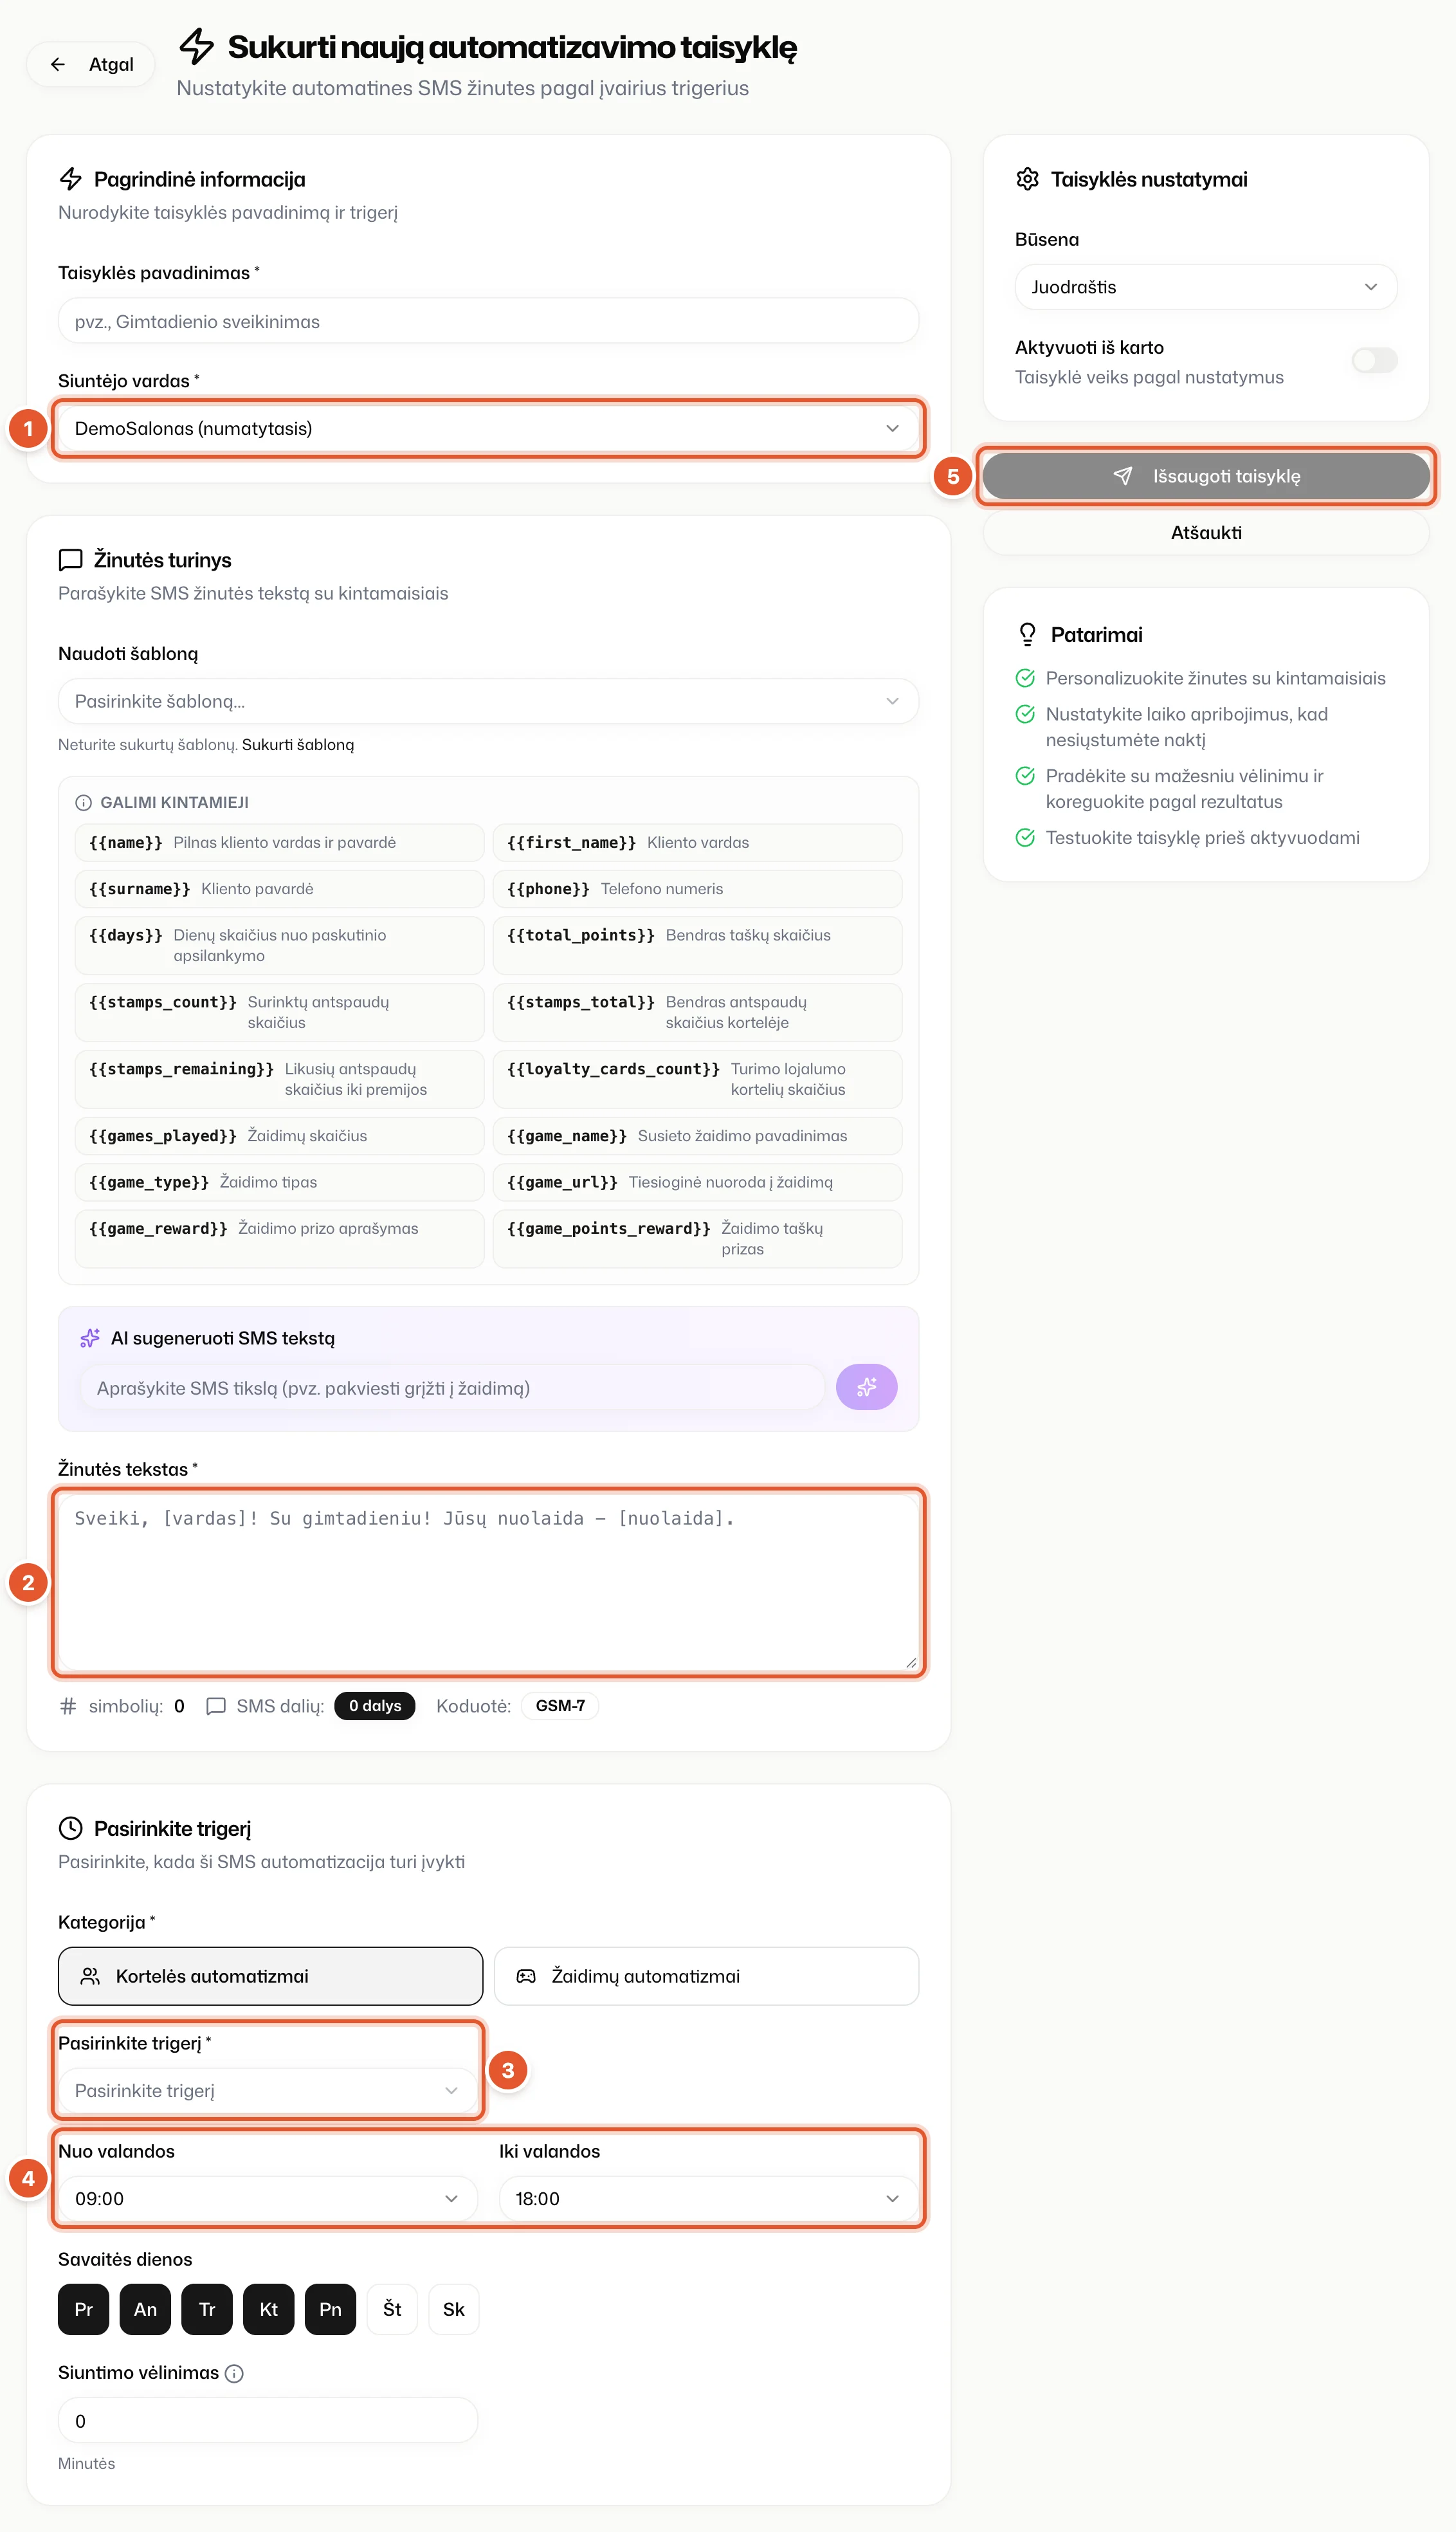 Atgal
Sukurti naują automatizavimo taisyklę
Nustatykite automatines SMS žinutes pagal įvairius trigerius
Pagrindinė informacija
Nurodykite taisyklės pavadinimą ir trigerį
Taisyklės pavadinimas *
pvz., Gimtadienio sveikinimas
Siuntėjo vardas *
1
DemoSalonas (numatytasis)
Žinutės turinys
Parašykite SMS žinutės tekstą su kintamaisiais
Naudoti šabloną
Pasirinkite šabloną...
Neturite sukurtų šablonų. Sukurti šabloną
GALIMI KINTAMIEJI
{{name}} Pilnas kliento vardas ir pavardė
{{first_name}} Kliento vardas
{{surname}} Kliento pavardė
{{phone}} Telefono numeris
{{days}} Dienų skaičius nuo paskutinio
apsilankymo
{{total_points}} Bendras taškų skaičius
{{stamps_count}} Surinktų antspaudų
skaičius
{{stamps_total}} Bendras antspaudų
skaičius kortelėje
{{stamps_remaining}} Likusių antspaudų
skaičius iki premijos
{{loyalty_cards_count}} Turimo lojalumo
kortelių skaičius
{{games_played}} Žaidimų skaičius
{{game_name}} Susieto žaidimo pavadinimas
{{game_type}} Žaidimo tipas
{{game_url}} Tiesioginė nuoroda į žaidimą
{{game_reward}} Žaidimo prizo aprašymas
{{game_points_reward}} Žaidimo taškų
prizas
AI sugeneruoti SMS tekstą
Aprašykite SMS tikslą (pvz. pakviesti grįžti į žaidimą)
Žinutės tekstas *
2
Sveiki, [vardas]! Su gimtadieniu! Jūsų nuolaida – [nuolaida].
simbolių: 0 SMS dalių: 0 dalys Koduotė: GSM-7
Pasirinkite trigerį
Pasirinkite, kada ši SMS automatizacija turi įvykti
Kategorija *
Kortelės automatizmai
Žaidimų automatizmai
Pasirinkite trigerį *
3
Pasirinkite trigerį
4
Nuo valandos
Iki valandos
09:00
18:00
Savaitės dienos
Pr An Tr Kt Pn Št Sk
Siuntimo vėlinimas
0
Minutės
Taisyklės nustatymai
Būsena
Juodraštis
Aktyvuoti iš karto
Taisyklė veiks pagal nustatymus
5
Išsaugoti taisyklę
Atšaukti
Patarimai
Personalizuokite žinutes su kintamaisiais
Nustatykite laiko apribojimus, kad
nesiųstumėte naktį
Pradėkite su mažesniu vėlinimu ir
koreguokite pagal rezultatus
Testuokite taisyklę prieš aktyvuodami